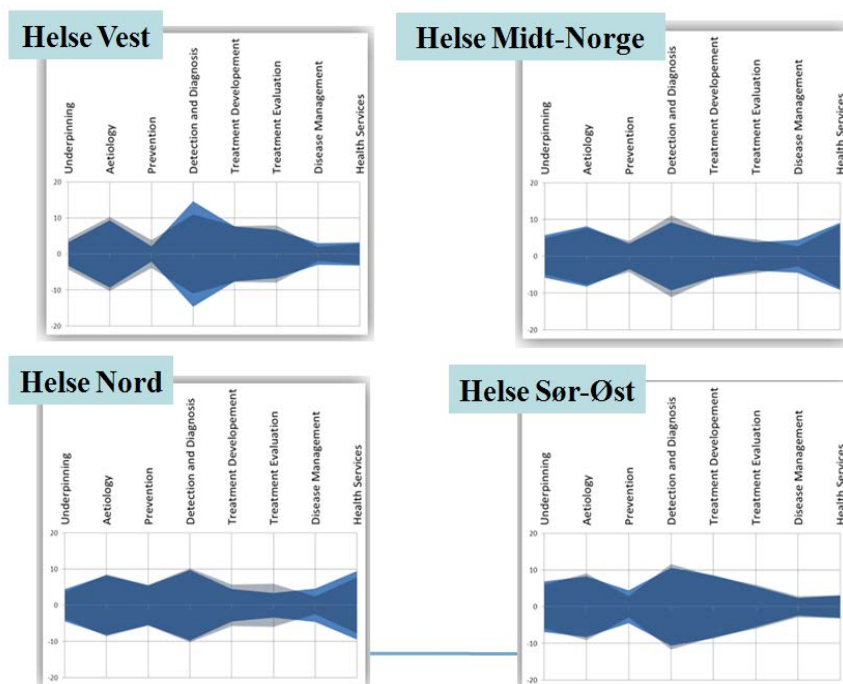 Helse Vest
Underpinning
Aetiology
Prevention
Detection and Diagnosis
Treatment Developement
Treatment Evaluation
Disease Management
Health Services
20
10
0
-10
-20
Helse Midt-Norge
Underpinning
Aetiology
Prevention
Detection and Diagnosis
Treatment Developement
Treatment Evaluation
Disease Management
Health Services
20
10
0
-10
-20
Helse Nord
Underpinning
Aetiology
Prevention
Detection and Diagnosis
Treatment Developement
Treatment Evaluation
Disease Management
Health Services
20
10
0
-10
-20
Helse Sør-Øst
Underpinning
Aetiology
Prevention
Detection and Diagnosis
Treatment Developement
Treatment Evaluation
Disease Management
Health Services
20
10
0
-10
-20